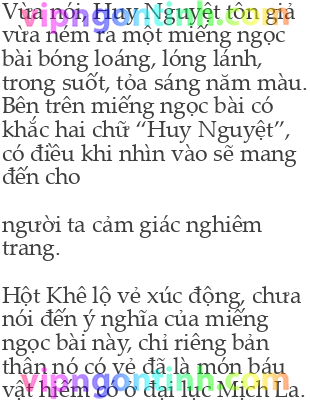 Vừa nói, Huy Nguyệt tôn giả
vừa ném ra một miếng ngọc
bài bóng loáng, lóng lánh,
trong suốt, tỏa sáng năm màu.
Bên trên miếng ngọc bài có
khắc hai chữ “Huy Nguyệt”,
có điều khi nhìn vào sẽ mang
đến cho
người ta cảm giác nghiêm
trang.
Hột Khê lộ vẻ xúc động, chưa
nói đến ý nghĩa của miếng
ngọc bài này, chỉ riêng bản
thân nó có vẻ đã là món báu
vật hiếm có ở đại lục Mịch La.
vipngontinh.com
vipngontinh.com